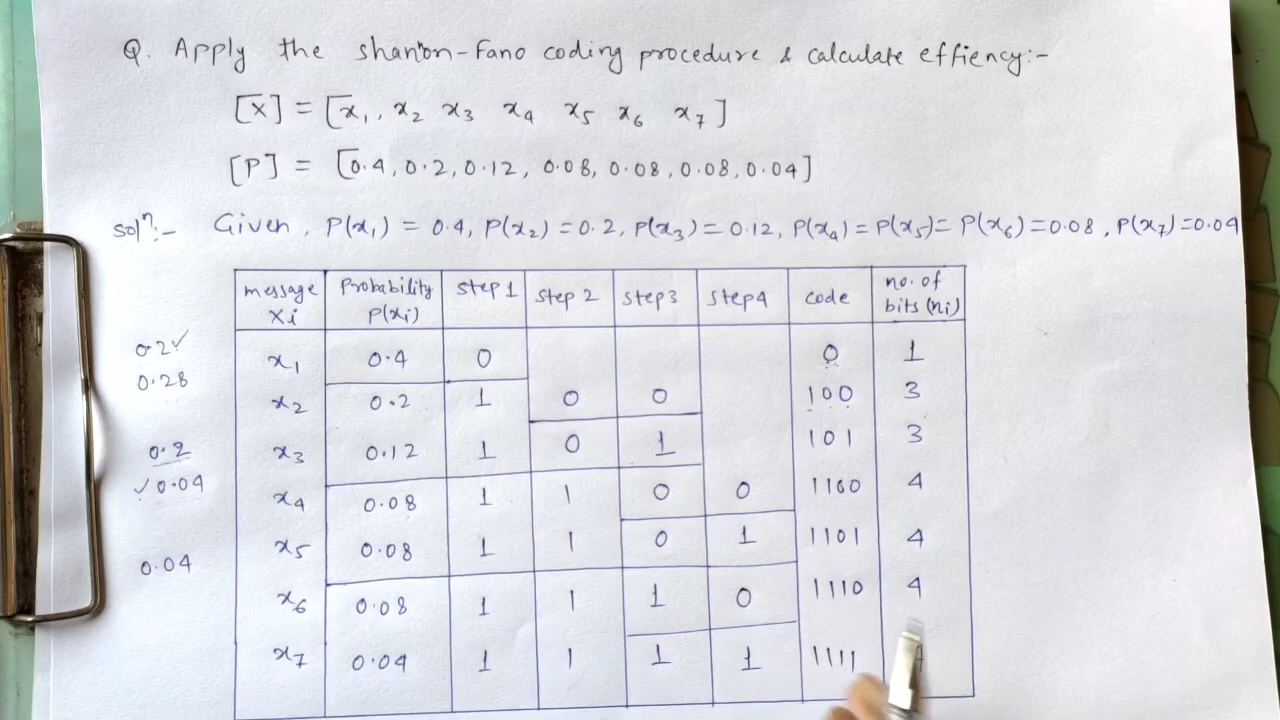 Q. Apply the shannon-Fano coding procedure & calculate effiency:-
[X] = [x1, x2 x3 x4 x5 x6 x7]
[P] = [0.4, 0.2, 0.12, 0.08, 0.08, 0.08, 0.04]
solⁿ:- Given, P(x1) = 0.4, P(x2) = 0.2, P(x3) = 0.12, P(x4) = P(x5) = P(x6) = 0.08, P(x7) = 0.04
message xi Probability P(xi) step 1 step 2 step3 step4 code no. of bits (ni)
0.2✓
x1 0.4 0 0 1
0.28
x2 0.2 1 0 0 100 3
0.2
x3 0.12 1 0 1 101 3
✓0.04
x4 0.08 1 1 0 0 1100 4
x5 0.08 1 1 0 1 1101 4
0.04
x6 0.08 1 1 1 0 1110 4
x7 0.04 1 1 1 1 1111